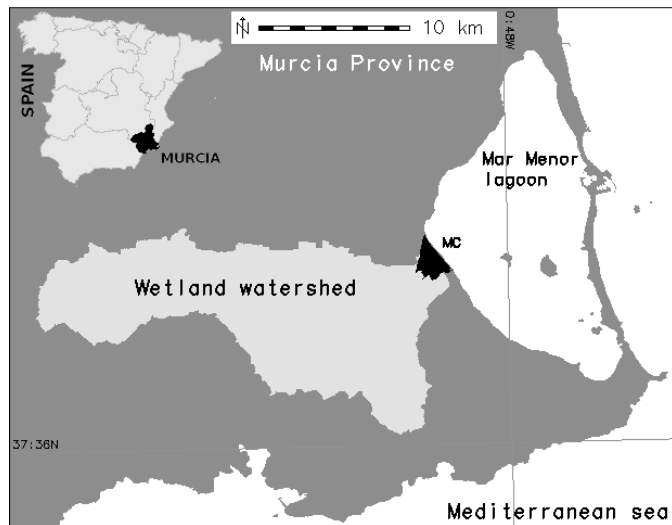 N
10 km
0:48W
SPAIN
Murcia Province
MURCIA
Mar Menor
lagoon
MC
Wetland watershed
37:36N
Mediterranean sea